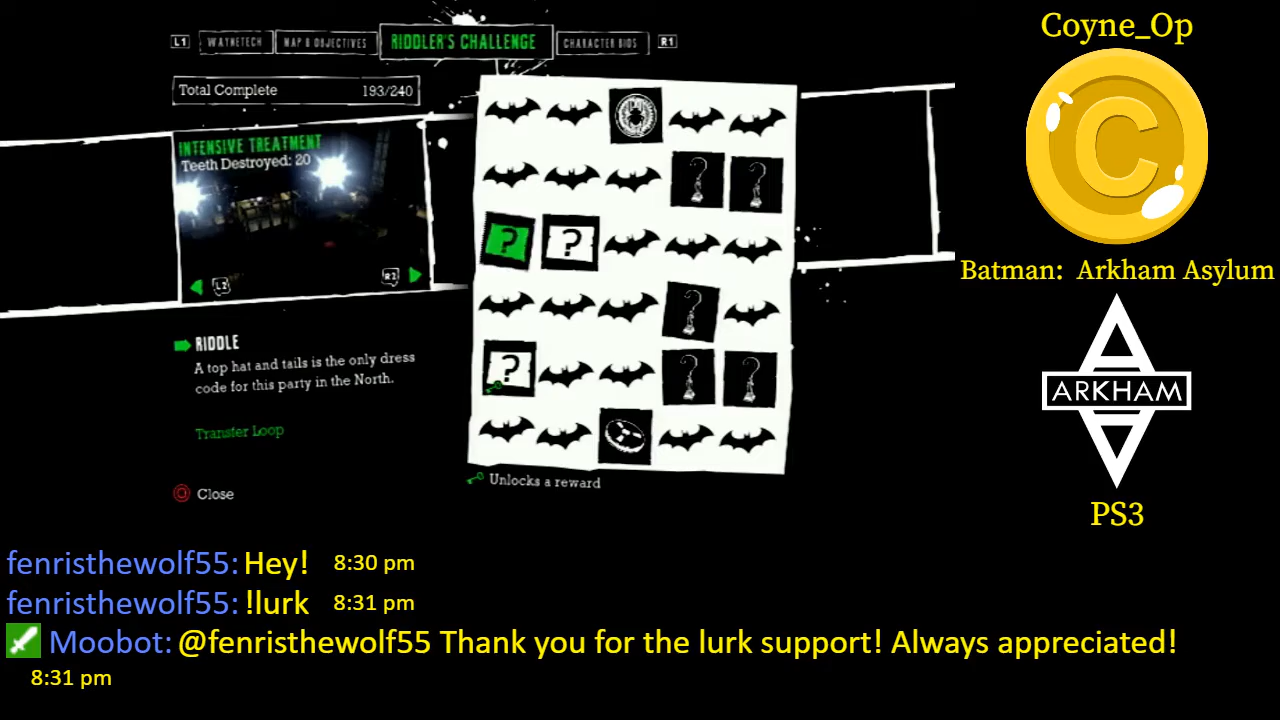 Coyne_Op
L1 WAYNETECH MAP & OBJECTIVES RIDDLER'S CHALLENGE CHARACTER BIOS R1
Total Complete 193/240
C
INTENSIVE TREATMENT
Teeth Destroyed: 20
? ?
? ?
Batman: Arkham Asylum
L2 R2
?
RIDDLE
A top hat and tails is the only dress
code for this party in the North.
? ? ?
ARKHAM
Transfer Loop
Unlocks a reward
Close
PS3
fenristhewolf55: Hey! 8:30 pm
fenristhewolf55: !lurk 8:31 pm
Moobot: @fenristhewolf55 Thank you for the lurk support! Always appreciated!
8:31 pm